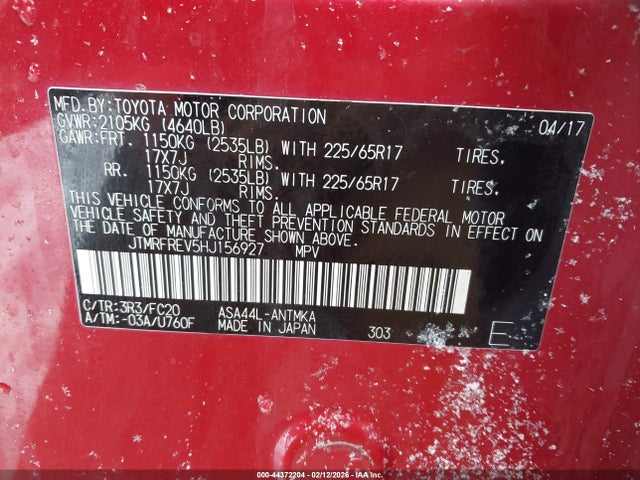 MFD.BY:TOYOTA MOTOR CORPORATION 04/17
GVWR:2105KG (4640LB)
GAWR:FRT. 1150KG (2535LB) WITH 225/65R17 TIRES.
17X7J RIMS.
RR. 1150KG (2535LB) WITH 225/65R17 TIRES.
17X7J RIMS.
THIS VEHICLE CONFORMS TO ALL APPLICABLE FEDERAL MOTOR
VEHICLE SAFETY AND THEFT PREVENTION STANDARDS IN EFFECT ON
THE DATE OF MANUFACTURE SHOWN ABOVE.
JTMRFREV5HJ156927 MPV
C/TR:3R3/FC20 ASA44L-ANTMKA
A/TM:-03A/U760F MADE IN JAPAN 303 E
000-44372204 - 02/12/2026 - IAAI.COM